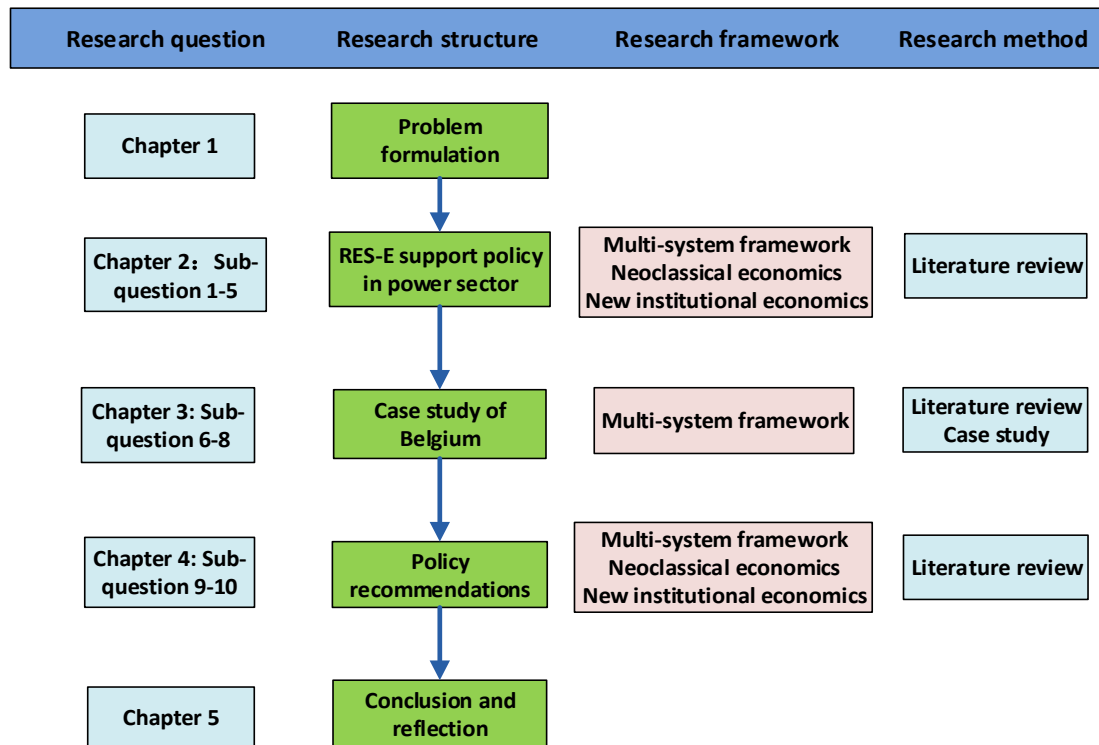 Research question Research structure Research framework Research method
Chapter 1
Problem
formulation
Chapter 2：Sub-
question 1-5
RES-E support policy
in power sector
Multi-system framework
Neoclassical economics
New institutional economics
Literature review
Chapter 3: Sub-
question 6-8
Case study of
Belgium
Multi-system framework
Literature review
Case study
Chapter 4: Sub-
question 9-10
Policy
recommendations
Multi-system framework
Neoclassical economics
New institutional economics
Literature review
Chapter 5
Conclusion and
reflection